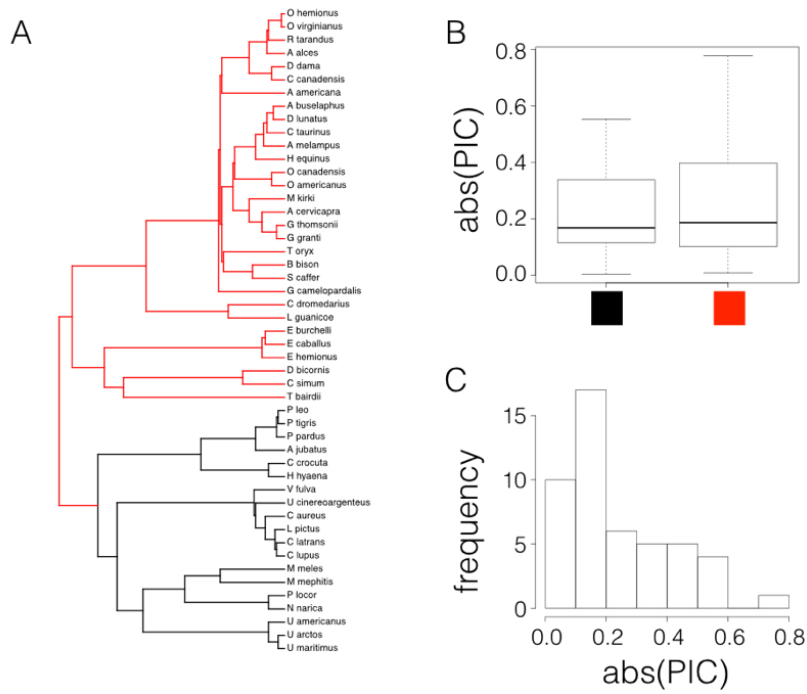 A
O hemionus
O virginianus
R tarandus
A alces
D dama
C canadensis
A americana
A buselaphus
D lunatus
C taurinus
A melampus
H equinus
O canadensis
O americanus
M kirki
A cervicapra
G thomsonii
G granti
T oryx
B bison
S caffer
G camelopardalis
C dromedarius
L guanicoe
E burchelli
E caballus
E hemionus
D bicornis
C simum
T bairdii
P leo
P tigris
P pardus
A jubatus
C crocuta
H hyaena
V fulva
U cinereoargenteus
C aureus
L pictus
C latrans
C lupus
M meles
M mephitis
P locor
N narica
U americanus
U arctos
U maritimus
B
abs(PIC)
0.8
0.6
0.4
0.2
0.0
C
frequency
15
10
5
0
0.0 0.2 0.4 0.6 0.8
abs(PIC)